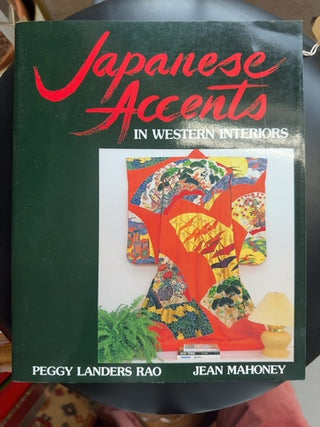 Japanese
Accents
IN WESTERN INTERIORS
PEGGY LANDERS RAO JEAN MAHONEY